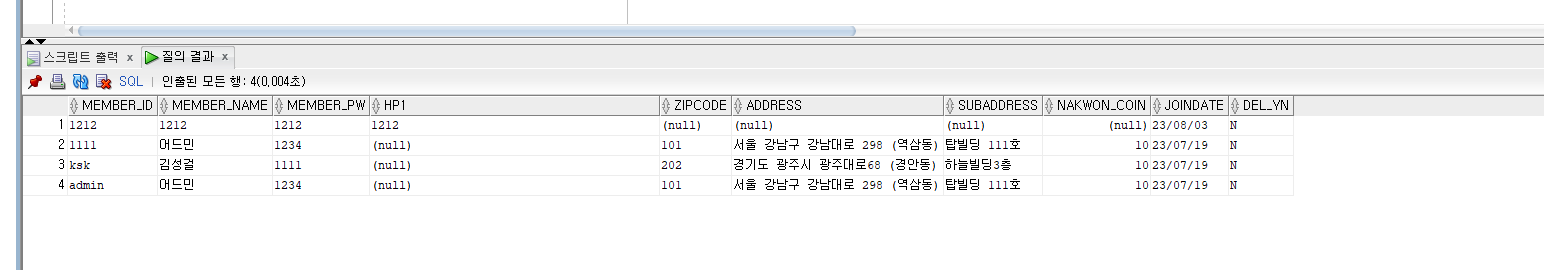 스크립트 출력 x 질의 결과 x
SQL | 인출된 모든 행: 4(0,004초)
MEMBER_ID MEMBER_NAME MEMBER_PW HP1 ZIPCODE ADDRESS SUBADDRESS NAKWON_COIN JOINDATE DEL_YN
1 1212 1212 1212 1212 (null) (null) (null) (null) 23/08/03 N
2 1111 어드민 1234 (null) 101 서울 강남구 강남대로 298 (역삼동) 탑빌딩 111호 10 23/07/19 N
3 ksk 김성걸 1111 (null) 202 경기도 광주시 광주대로68 (경안동) 하늘빌딩3층 10 23/07/19 N
4 admin 어드민 1234 (null) 101 서울 강남구 강남대로 298 (역삼동) 탑빌딩 111호 10 23/07/19 N